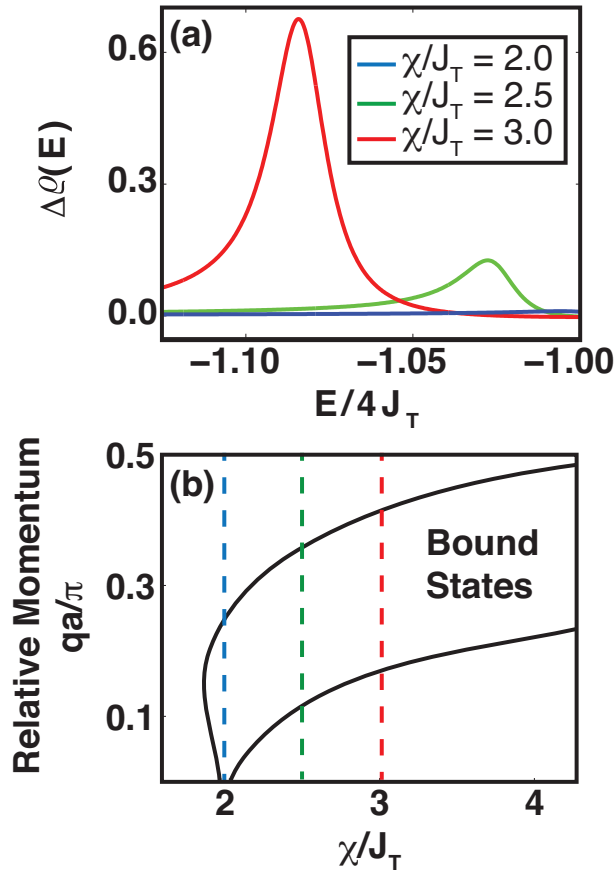 (a)
0.6
0.3
0.0
Δϱ(E)
χ/J_T = 2.0
χ/J_T = 2.5
χ/J_T = 3.0
−1.10 −1.05 −1.00
E/4J_T
(b)
0.5
0.3
0.1
Relative Momentum
qa/π
Bound
States
2 3 4
χ/J_T